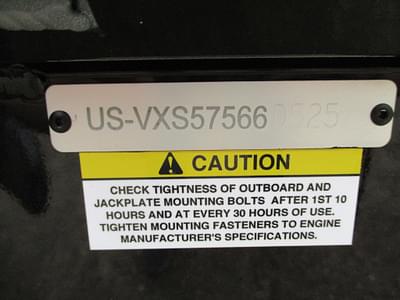 US-VXS57566
CAUTION
CHECK TIGHTNESS OF OUTBOARD AND
JACKPLATE MOUNTING BOLTS AFTER 1ST 10
HOURS AND AT EVERY 30 HOURS OF USE.
TIGHTEN MOUNTING FASTENERS TO ENGINE
MANUFACTURER'S SPECIFICATIONS.